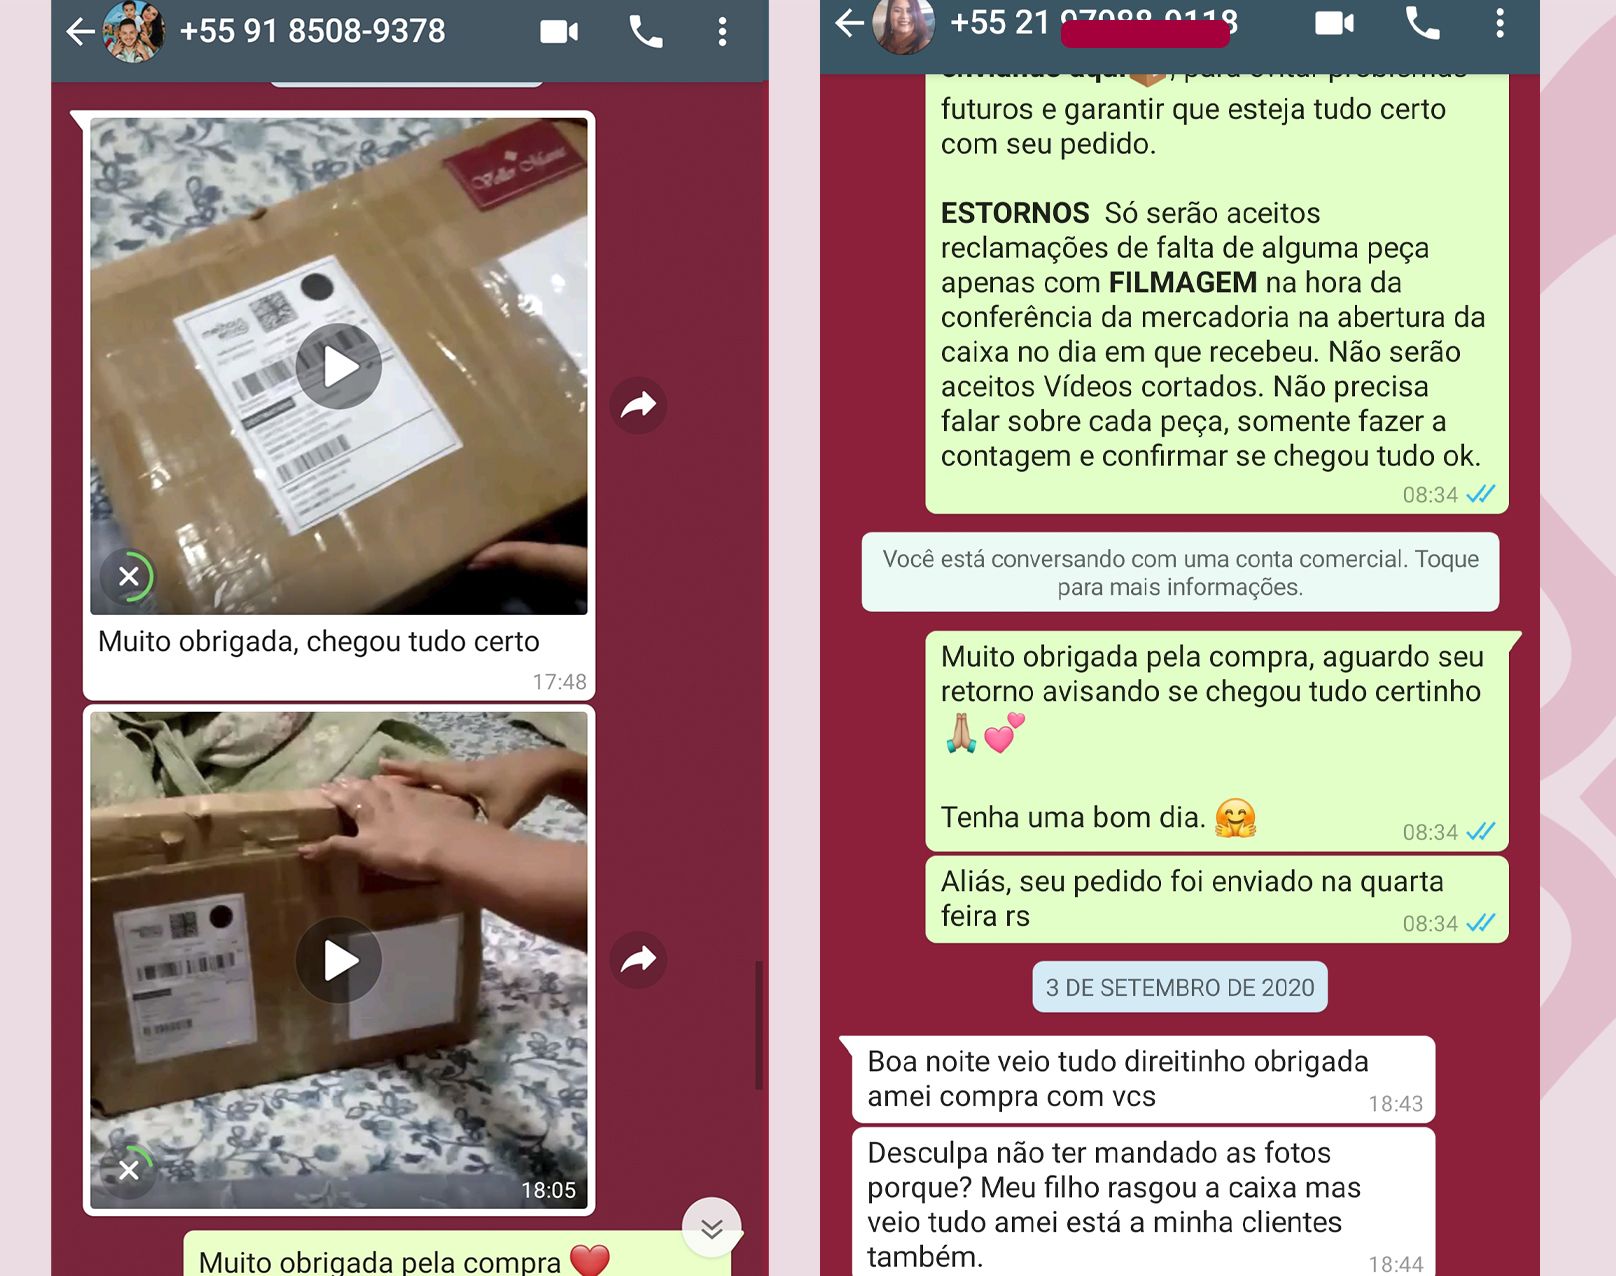 +55 91 8508-9378
Muito obrigada, chegou tudo certo
17:48
18:05
Muito obrigada pela compra ❤️
+55 21
futuros e garantir que esteja tudo certo
com seu pedido.
ESTORNOS Só serão aceitos
reclamações de falta de alguma peça
apenas com FILMAGEM na hora da
conferência da mercadoria na abertura da
caixa no dia em que recebeu. Não serão
aceitos Vídeos cortados. Não precisa
falar sobre cada peça, somente fazer a
contagem e confirmar se chegou tudo ok.
08:34
Você está conversando com uma conta comercial. Toque
para mais informações.
Muito obrigada pela compra, aguardo seu
retorno avisando se chegou tudo certinho
🙏🏽💕
Tenha uma bom dia. 🤗
08:34
Aliás, seu pedido foi enviado na quarta
feira rs
08:34
3 DE SETEMBRO DE 2020
Boa noite veio tudo direitinho obrigada
amei compra com vcs
18:43
Desculpa não ter mandado as fotos
porque? Meu filho rasgou a caixa mas
veio tudo amei está a minha clientes
também.
18:44